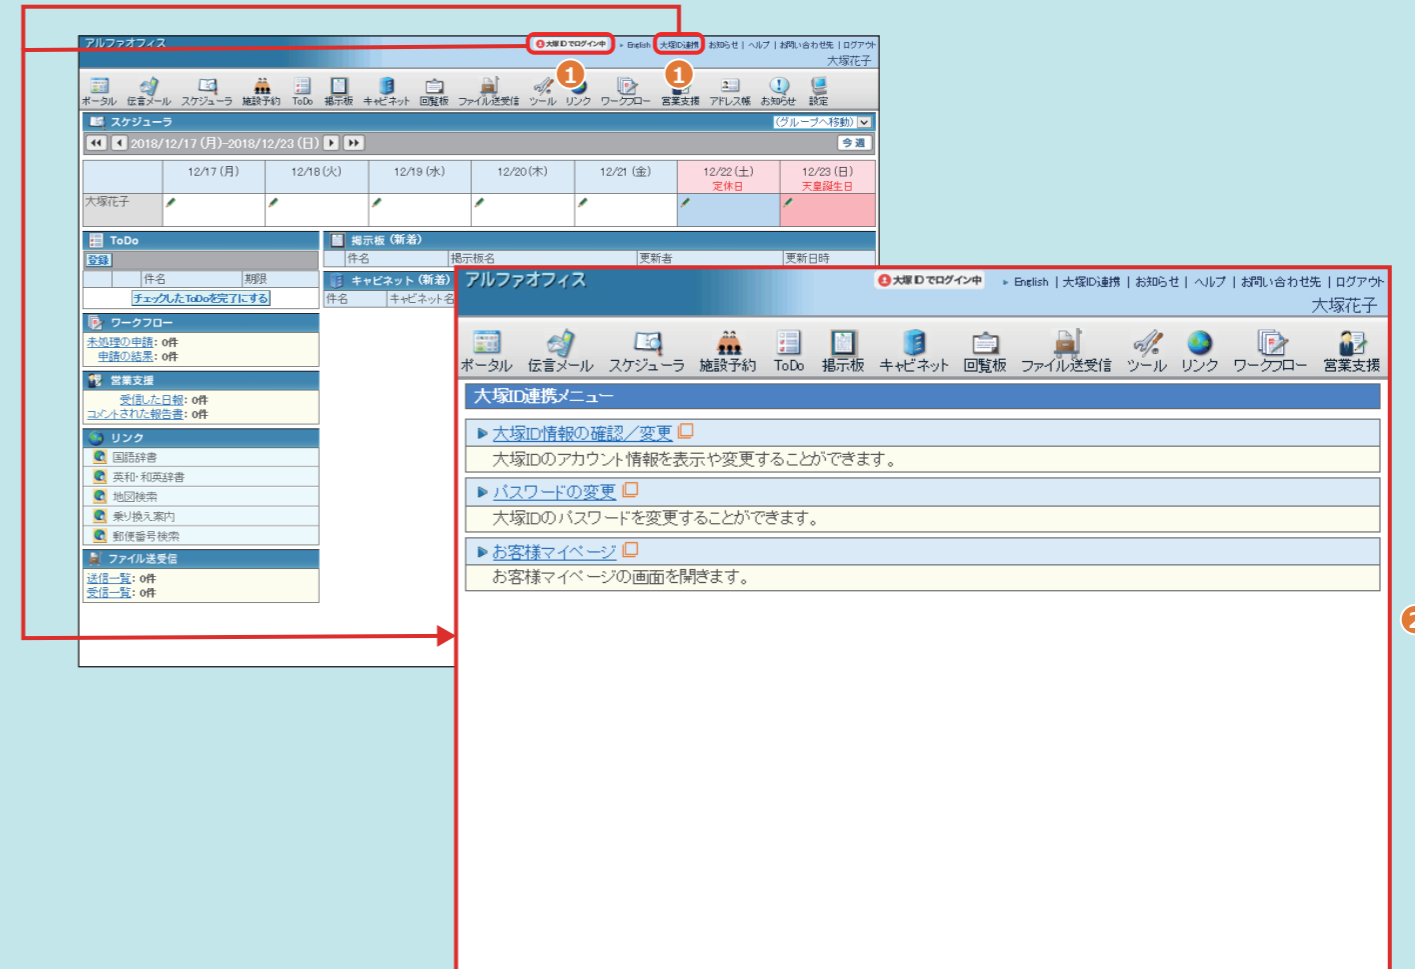 アルファオフィス
大塚IDでログイン中 English 大塚ID連携 お知らせ | ヘルプ | お問い合わせ先 | ログアウト
大塚花子
1 1
ポータル 伝言メール スケジューラ 施設予約 ToDo 掲示板 キャビネット 回覧板 ファイル送受信 ツール リンク ワークフロー 営業支援 アドレス帳 お知らせ 設定
スケジューラ (グループへ移動)
2018/12/17 (月)-2018/12/23 (日) 今週
12/17 (月) 12/18 (火) 12/19 (水) 12/20 (木) 12/21 (金) 12/22 (土) 12/23 (日)
定休日 天皇誕生日
大塚花子
ToDo
登録
件名 期限
チェックしたToDoを完了にする
掲示板 (新着)
件名 掲示板名 更新者 更新日時
キャビネット (新着)
件名 キャビネット名
ワークフロー
未処理の申請: 0件
申請の結果: 0件
営業支援
受信した日報: 0件
コメントされた報告書: 0件
リンク
国語辞書
英和・和英辞書
地図検索
乗り換え案内
郵便番号検索
ファイル送受信
送信一覧: 0件
受信一覧: 0件
アルファオフィス
大塚IDでログイン中 English | 大塚ID連携 | お知らせ | ヘルプ | お問い合わせ先 | ログアウト
大塚花子
ポータル 伝言メール スケジューラ 施設予約 ToDo 掲示板 キャビネット 回覧板 ファイル送受信 ツール リンク ワークフロー 営業支援
大塚ID連携メニュー
大塚ID情報の確認／変更
大塚IDのアカウント情報を表示や変更することができます。
パスワードの変更
大塚IDのパスワードを変更することができます。
お客様マイページ
お客様マイページの画面を開きます。
2